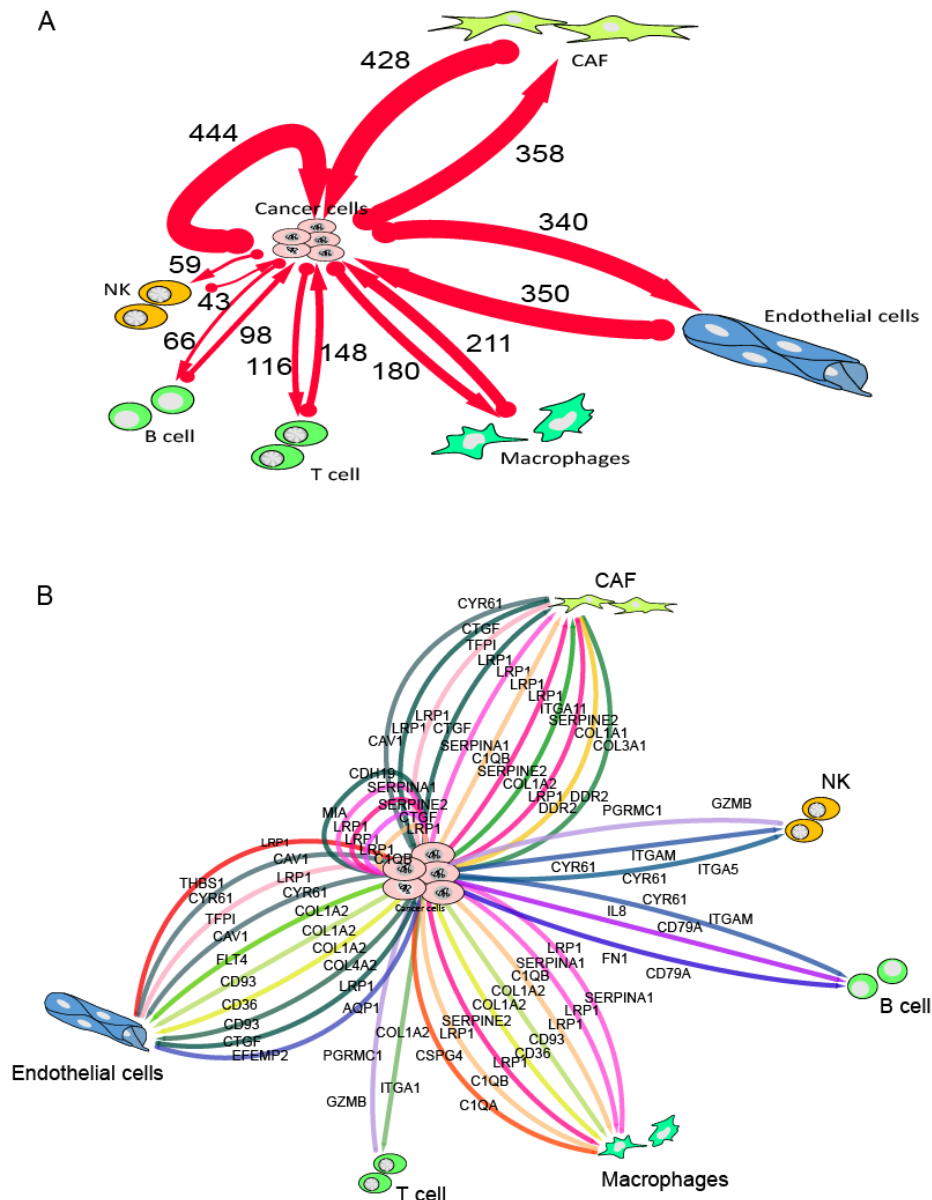 A
CAF
428
444
358
Cancer cells
340
59
NK
43
350
Endothelial cells
66
98
116
148
180
211
B cell
T cell
Macrophages
B
CAF
CYR61
CTGF
TFPI
LRP1
LRP1
LRP1
LRP1
ITGA11
SERPINE2
COL1A1
COL3A1
LRP1
LRP1
CTGF
CAV1
SERPINA1
C1QB
SERPINE2
COL1A2
LRP1
DDR2
DDR2
CDH19
SERPINA1
SERPINE2
MIA
CTGF
LRP1
LRP1
LRP1
LRP1
C1QB
Cancer cells
NK
PGRMC1
GZMB
ITGAM
CYR61
ITGA5
CYR61
CYR61
ITGAM
IL8
CD79A
FN1
CD79A
B cell
LRP1
CAV1
THBS1
CYR61
LRP1
CYR61
TFPI
COL1A2
CAV1
COL1A2
FLT4
COL1A2
CD93
COL4A2
CD36
LRP1
CD93
AQP1
CTGF
EFEMP2
Endothelial cells
PGRMC1
COL1A2
GZMB
ITGA1
T cell
LRP1
SERPINA1
C1QB
COL1A2
COL1A2
SERPINE2
LRP1
CSPG4
SERPINA1
LRP1
LRP1
CD93
CD36
LRP1
C1QB
C1QA
Macrophages